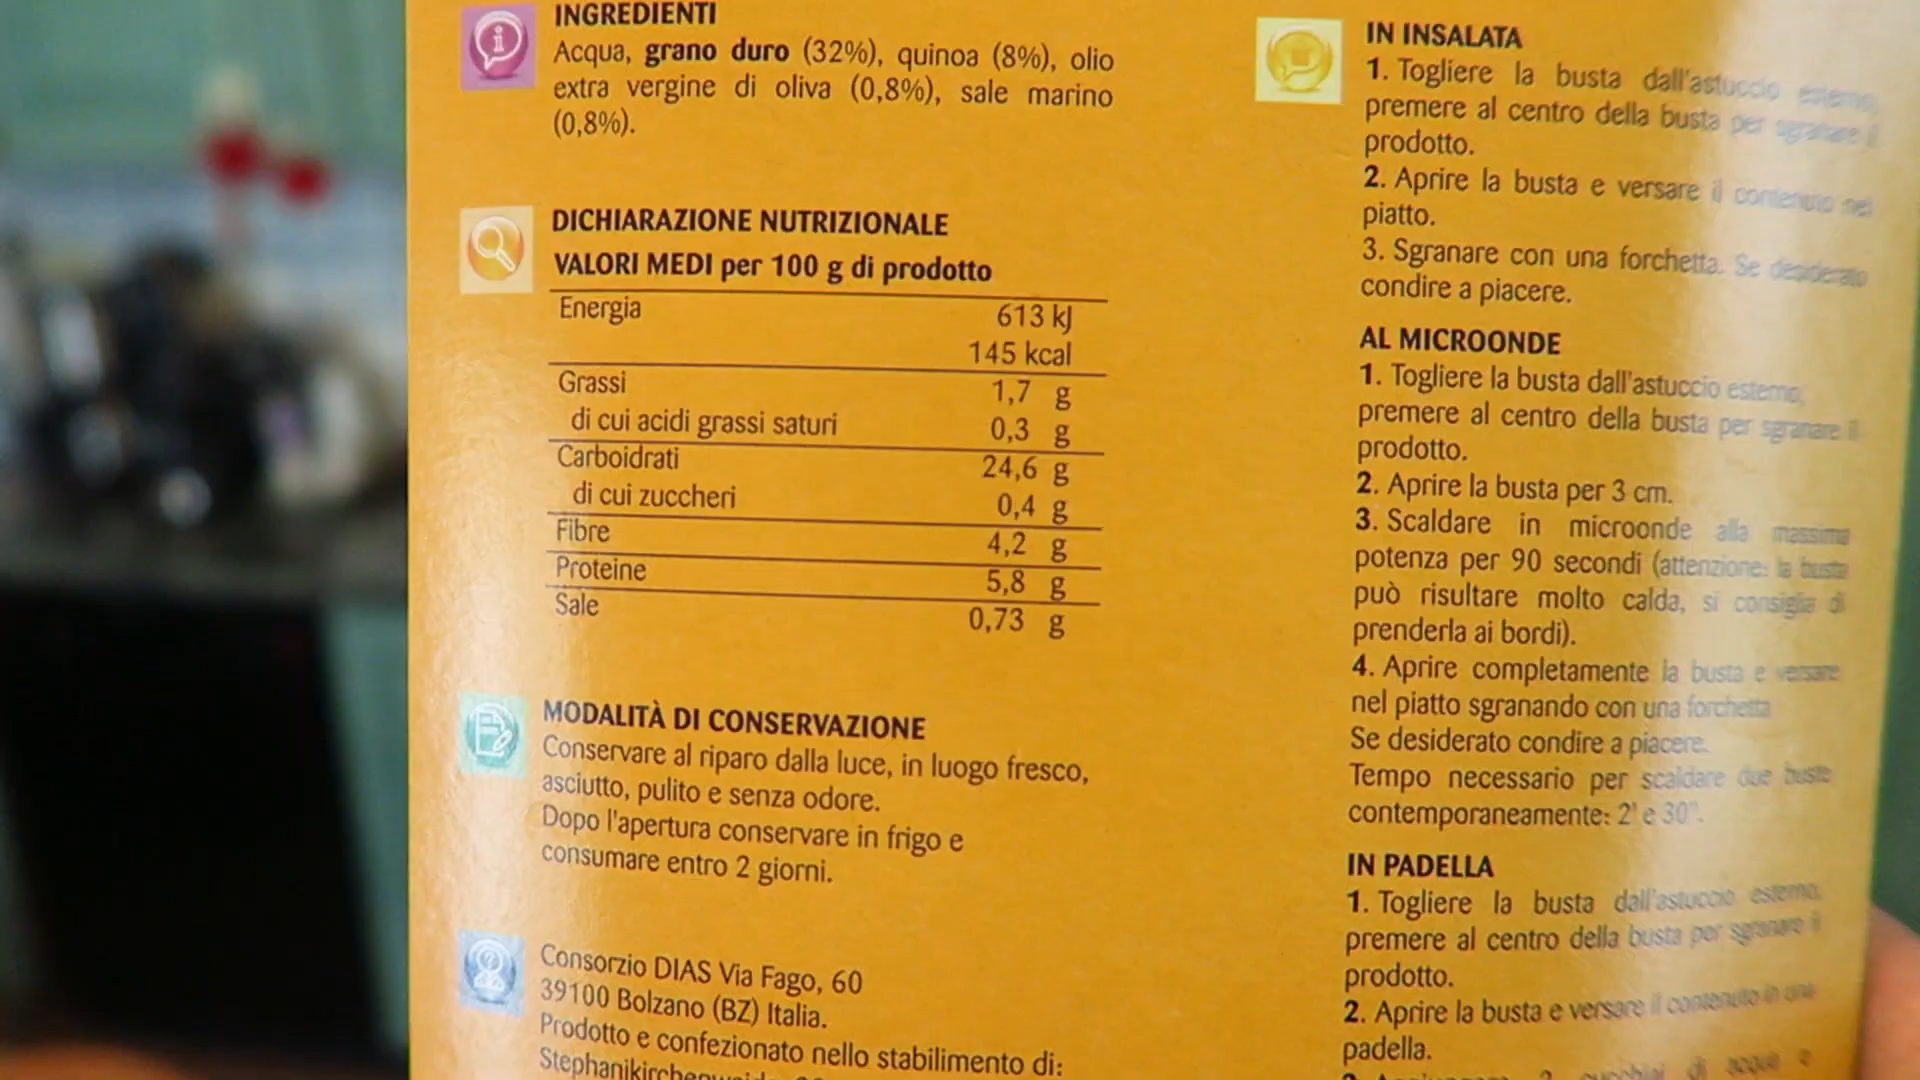 INGREDIENTI
Acqua, grano duro (32%), quinoa (8%), olio
extra vergine di oliva (0,8%), sale marino
(0,8%).
DICHIARAZIONE NUTRIZIONALE
VALORI MEDI per 100 g di prodotto
Energia 613 kJ
145 kcal
Grassi 1,7 g
di cui acidi grassi saturi 0,3 g
Carboidrati 24,6 g
di cui zuccheri 0,4 g
Fibre 4,2 g
Proteine 5,8 g
Sale 0,73 g
MODALITÀ DI CONSERVAZIONE
Conservare al riparo dalla luce, in luogo fresco,
asciutto, pulito e senza odore.
Dopo l'apertura conservare in frigo e
consumare entro 2 giorni.
Consorzio DIAS Via Fago, 60
39100 Bolzano (BZ) Italia.
Prodotto e confezionato nello stabilimento di:
IN INSALATA
1. Togliere la busta dall'astuccio esterno,
premere al centro della busta per sgranare il
prodotto.
2. Aprire la busta e versare il contenuto nel
piatto.
3. Sgranare con una forchetta. Se desiderato
condire a piacere.
AL MICROONDE
1. Togliere la busta dall'astuccio esterno,
premere al centro della busta per sgranare il
prodotto.
2. Aprire la busta per 3 cm.
3. Scaldare in microonde alla massima
potenza per 90 secondi (attenzione: la busta
può risultare molto calda, si consiglia di
prenderla ai bordi).
4. Aprire completamente la busta e versare
nel piatto sgranando con una forchetta
Se desiderato condire a piacere.
Tempo necessario per scaldare due buste
contemporaneamente: 2' e 30".
IN PADELLA
1. Togliere la busta dall'astuccio esterno,
premere al centro della busta per sgranare il
prodotto.
2. Aprire la busta e versare il contenuto in una
padella.